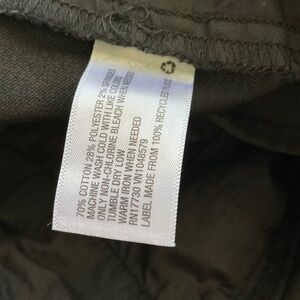 70% COTTON 28% POLYESTER 2% SPANDEX
MACHINE WASH COLD WITH LIKE COLORS
ONLY NON-CHLORINE BLEACH WHEN NEEDED
TUMBLE DRY LOW
WARM IRON WHEN NEEDED
RN17730 VN1048579
LABEL MADE FROM 100% RECYCLED